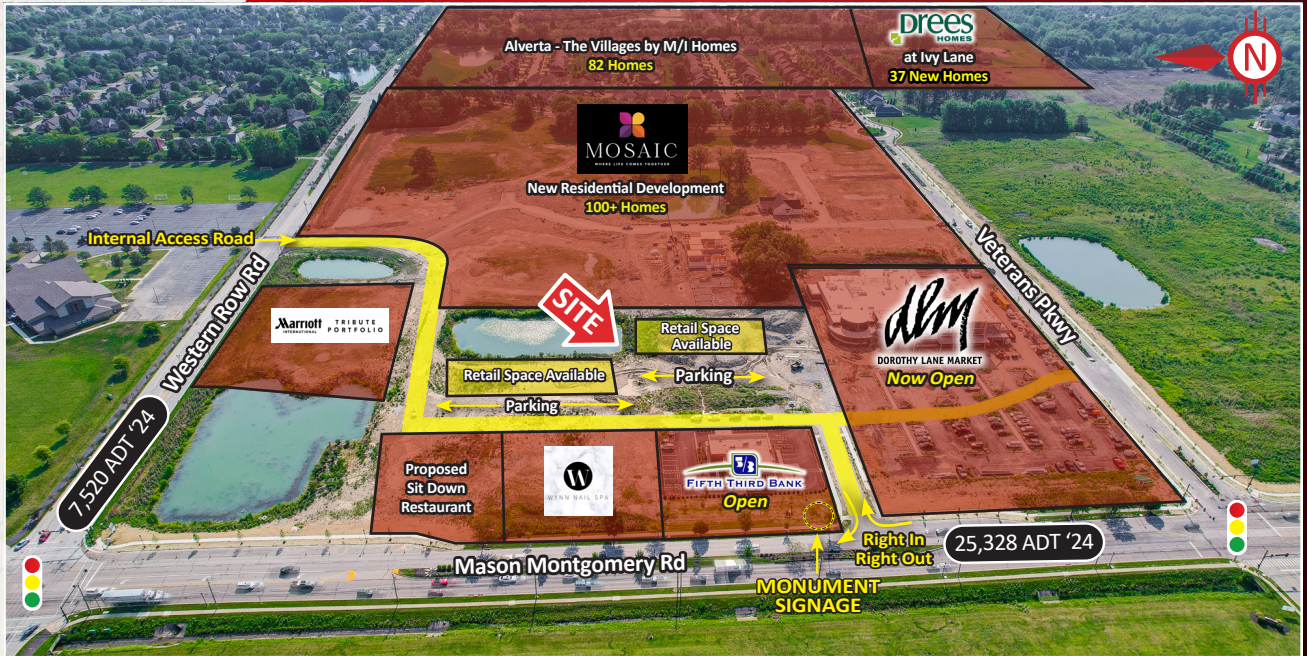 Alverta - The Villages by M/I Homes
82 Homes
Drees
HOMES
at Ivy Lane
37 New Homes
N
MOSAIC
WHERE LIFE COMES TOGETHER
New Residential Development
100+ Homes
Internal Access Road
Western Row Rd
Veterans Pkwy
Marriott
INTERNATIONAL
TRIBUTE
PORTFOLIO
SITE
Retail Space
Available
Retail Space Available
Parking
Parking
dlm
DOROTHY LANE MARKET
Now Open
7,520 ADT ‘24
Proposed
Sit Down
Restaurant
W
WYNN NAIL SPA
5/3
FIFTH THIRD BANK
Open
Right In
Right Out
25,328 ADT ‘24
Mason Montgomery Rd
MONUMENT
SIGNAGE